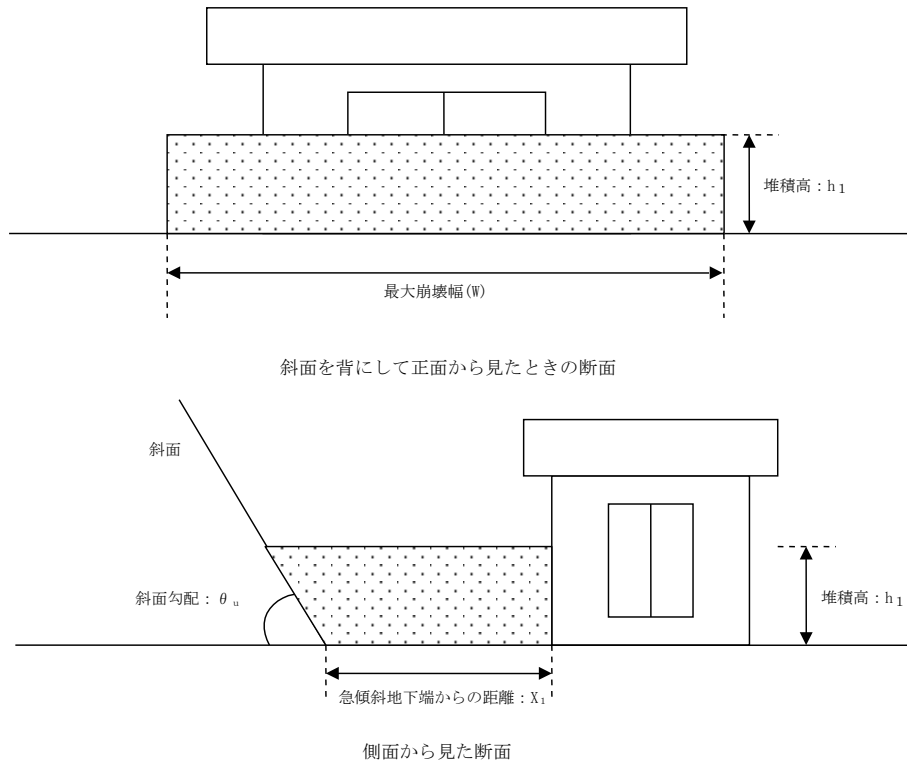 堆積高：h1
最大崩壊幅(W)
斜面を背にして正面から見たときの断面
斜面
斜面勾配：θu
堆積高：h1
急傾斜地下端からの距離：X1
側面から見た断面